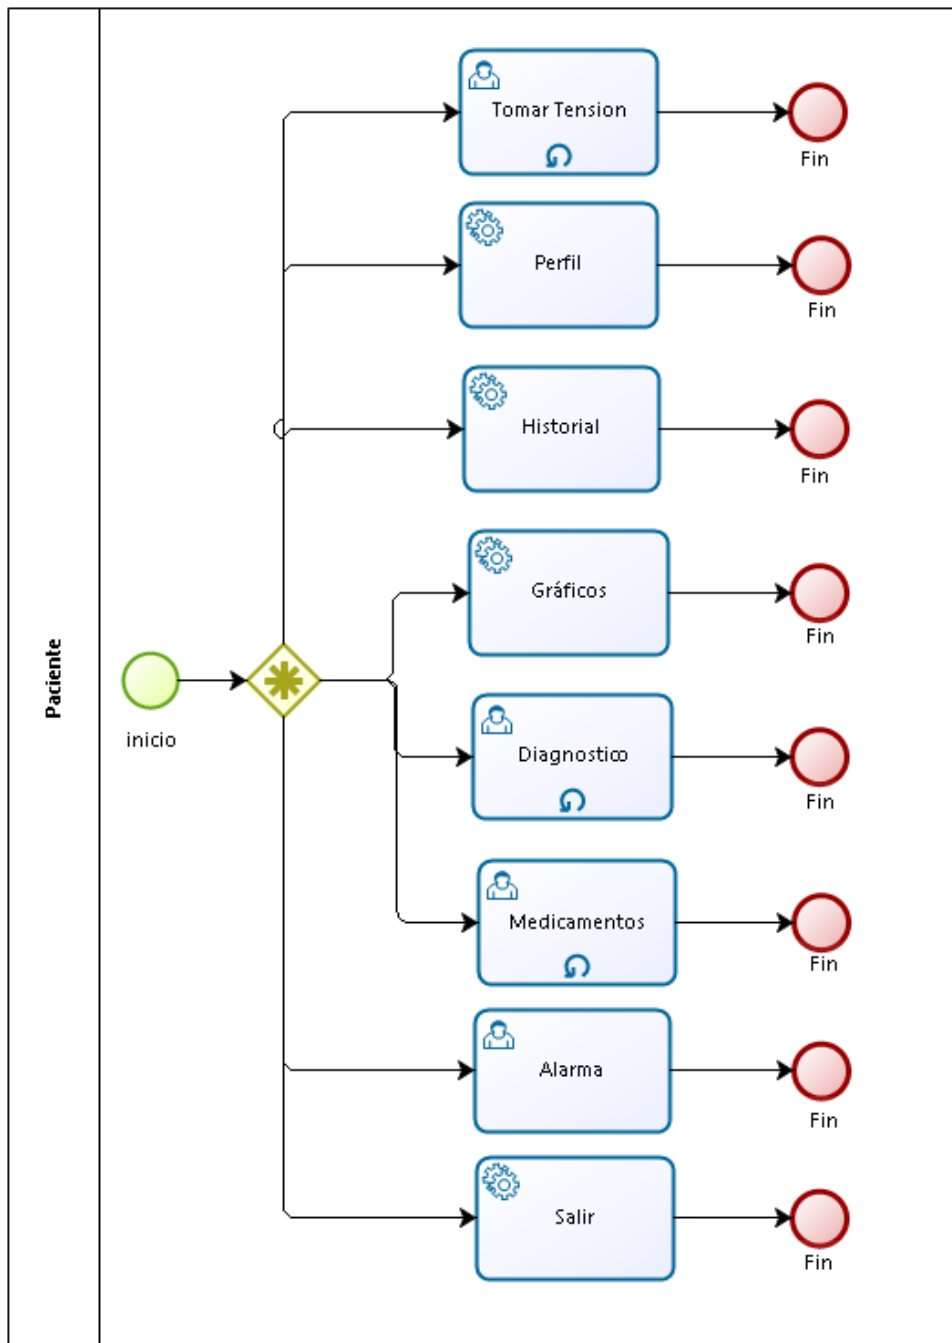 Paciente
inicio
Tomar Tension
Fin
Perfil
Fin
Historial
Fin
Gráficos
Fin
Diagnostico
Fin
Medicamentos
Fin
Alarma
Fin
Salir
Fin